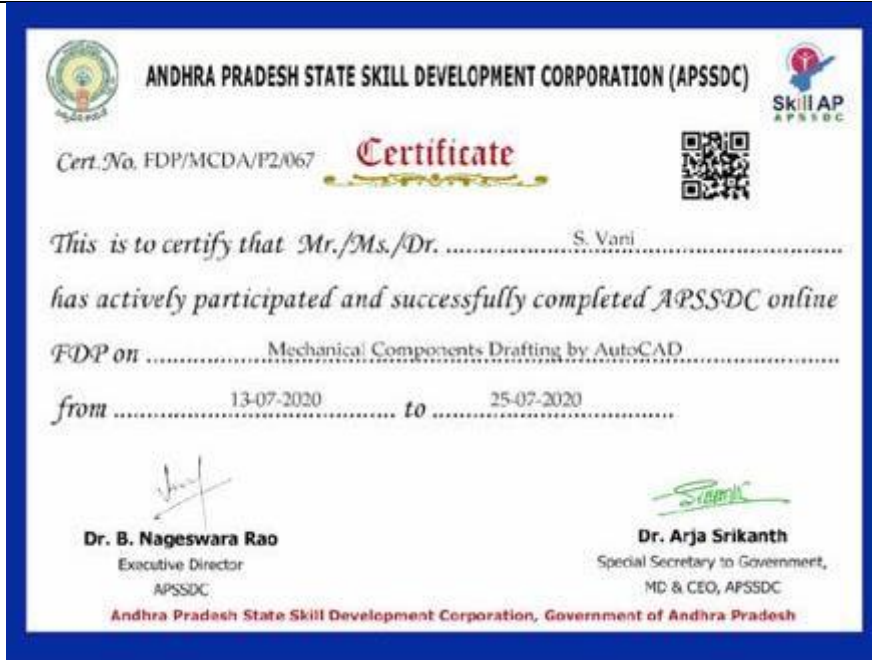 ANDHRA PRADESH STATE SKILL DEVELOPMENT CORPORATION (APSSDC)
Skill AP
APSSDC
Cert.No. FDP/MCDA/P2/067
Certificate
This is to certify that Mr./Ms./Dr. .................. S. Vani ..............................
has actively participated and successfully completed APSSDC online
FDP on .................. Mechanical Components Drafting by AutoCAD ..................
from .................. 13-07-2020 .................. to .................. 25-07-2020 ..................
Dr. B. Nageswara Rao
Executive Director
APSSDC
Dr. Arja Srikanth
Special Secretary to Government,
MD & CEO, APSSDC
Andhra Pradesh State Skill Development Corporation, Government of Andhra Pradesh